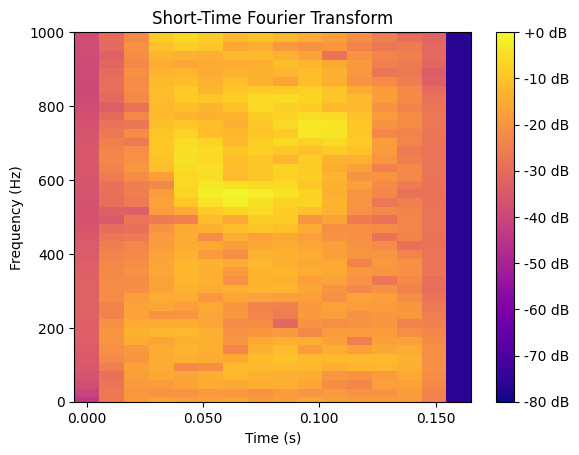 Short-Time Fourier Transform
Frequency (Hz)
1000
800
600
400
200
0
0.000
0.050
0.100
0.150
Time (s)
+0 dB
-10 dB
-20 dB
-30 dB
-40 dB
-50 dB
-60 dB
-70 dB
-80 dB